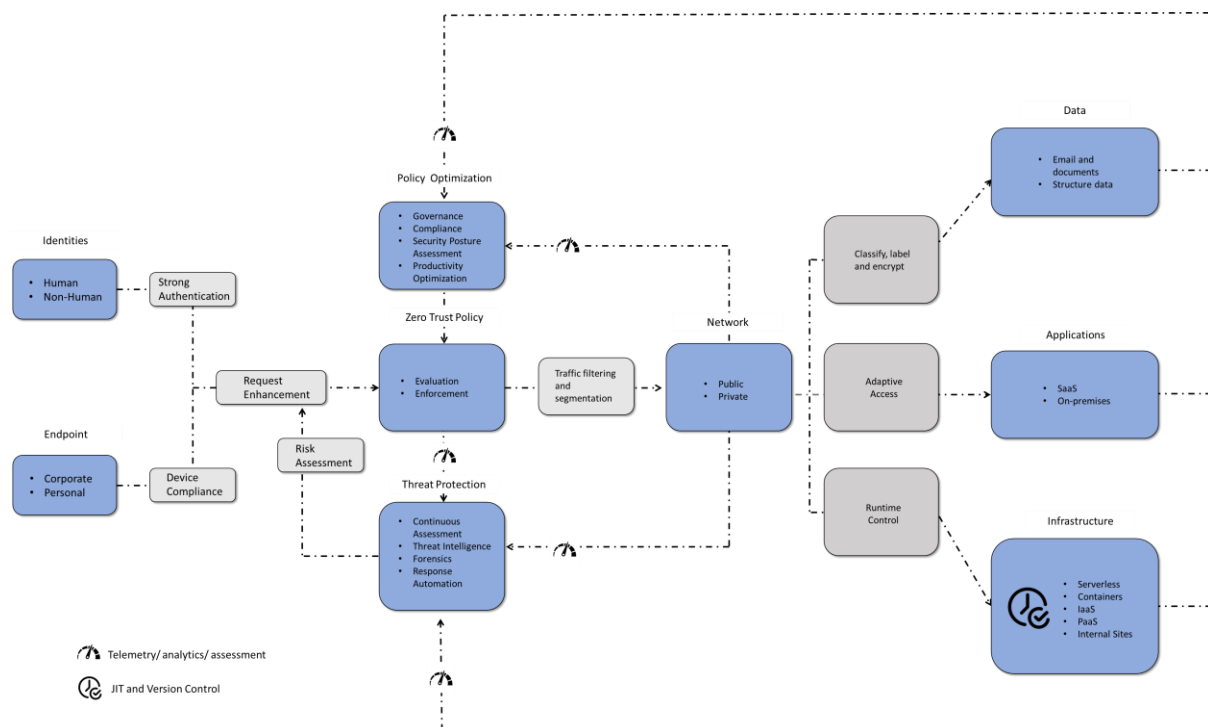 Data
• Email and
documents
• Structure data
Policy Optimization
• Governance
• Compliance
• Security Posture
Assessment
• Productivity
Optimization
Identities
• Human
• Non-Human
Strong
Authentication
Classify, label
and encrypt
Zero Trust Policy
• Evaluation
• Enforcement
Request
Enhancement
Traffic filtering
and
segmentation
Network
• Public
• Private
Adaptive
Access
Applications
• SaaS
• On-premises
Endpoint
• Corporate
• Personal
Device
Compliance
Risk
Assessment
Threat Protection
• Continuous
Assessment
• Threat Intelligence
• Forensics
• Response
Automation
Runtime
Control
Infrastructure
• Serverless
• Containers
• IaaS
• PaaS
• Internal Sites
Telemetry/ analytics/ assessment
JIT and Version Control